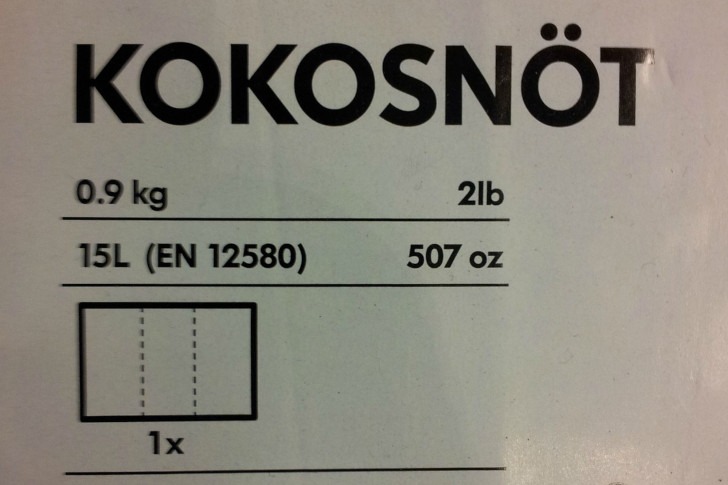 KOKOSNÖT
0.9 kg 2lb
15L (EN 12580) 507 oz
1x